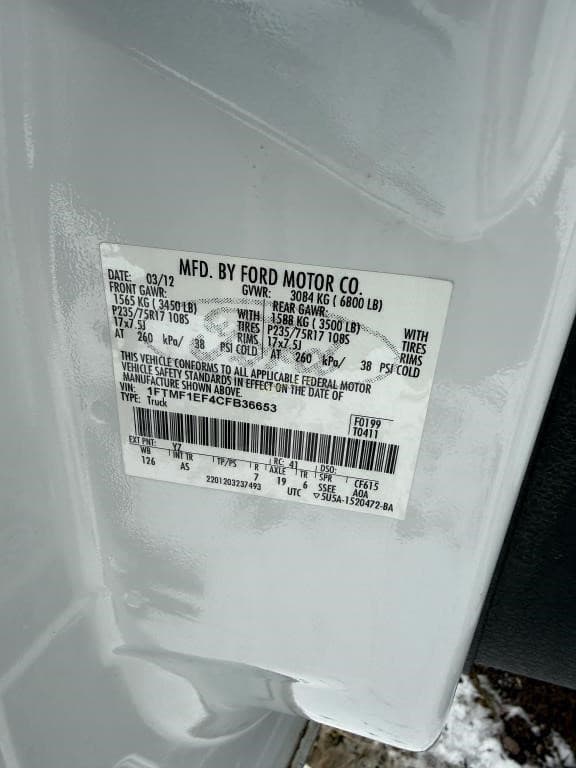 MFD. BY FORD MOTOR CO.
DATE: 03/12 GVWR: 3084 KG ( 6800 LB)
FRONT GAWR: REAR GAWR:
1565 KG ( 3450 LB) WITH 1588 KG ( 3500 LB) WITH
P235/75R17 108S TIRES P235/75R17 108S TIRES
17x7.5J RIMS 17x7.5J RIMS
AT 260 kPa/ 38 PSI COLD AT 260 kPa/ 38 PSI COLD
THIS VEHICLE CONFORMS TO ALL APPLICABLE FEDERAL MOTOR
VEHICLE SAFETY STANDARDS IN EFFECT ON THE DATE OF
MANUFACTURE SHOWN ABOVE.
VIN: 1FTMF1EF4CFB36653
TYPE: Truck
F0199
T0411
EXT PNT: YZ RC: 41 DSO:
WB INT TR TP/PS R AXLE TR SPR CF615
126 AS 7 19 6 SSEE A0A
2201203237493 UTC ▽5U5A-1520472-BA
Ford